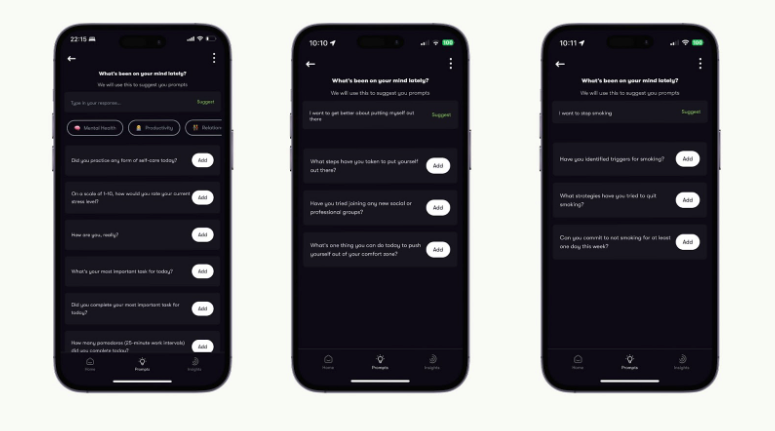 22:15
What's been on your mind lately?
We will use this to suggest you prompts
Type in your response...
Suggest
Mental Health
Productivity
Did you practice any form of self-care today?
Add
On a scale of 1-10, how would you rate your current
stress level?
Add
How are you, really?
Add
What's your most important task for today?
Add
Did you complete your most important task for
today?
Add
How many pomodoros (25-minute work intervals)
did you complete today?
Add
Home
Prompts
Insights
10:10
100
What's been on your mind lately?
We will use this to suggest you prompts
I want to get better about putting myself out
there
Suggest
What steps have you taken to put yourself
out there?
Add
Have you tried joining any new social or
professional groups?
Add
What's one thing you can do today to push
yourself out of your comfort zone?
Add
Home
Prompts
Insights
10:11
100
What's been on your mind lately?
We will use this to suggest you prompts
I want to stop smoking
Suggest
Have you identified triggers for smoking?
Add
What strategies have you tried to quit
smoking?
Add
Can you commit to not smoking for at least
one day this week?
Add
Home
Prompts
Insights